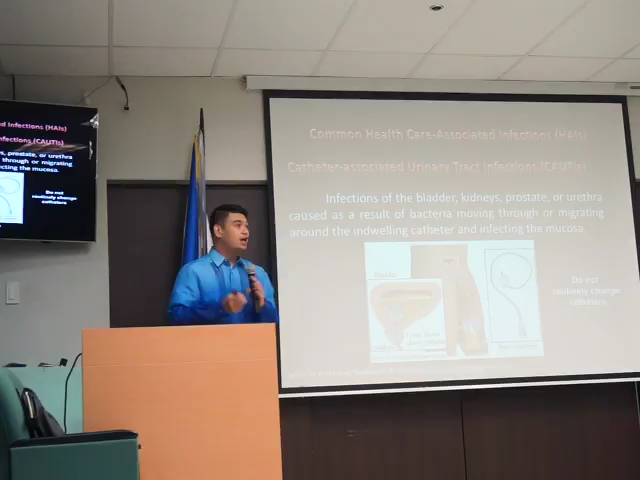 ed Infections (HAIs)
nfections (CAUTIs)
s, prostate, or urethra
through or migrating
ecting the mucosa.
Do not
routinely change
catheters
Common Health Care-Associated Infections (HAIs)
Catheter-associated Urinary Tract Infections (CAUTIs)
Infections of the bladder, kidneys, prostate, or urethra
caused as a result of bacteria moving through or migrating
around the indwelling catheter and infecting the mucosa.
Do not
routinely change
catheters